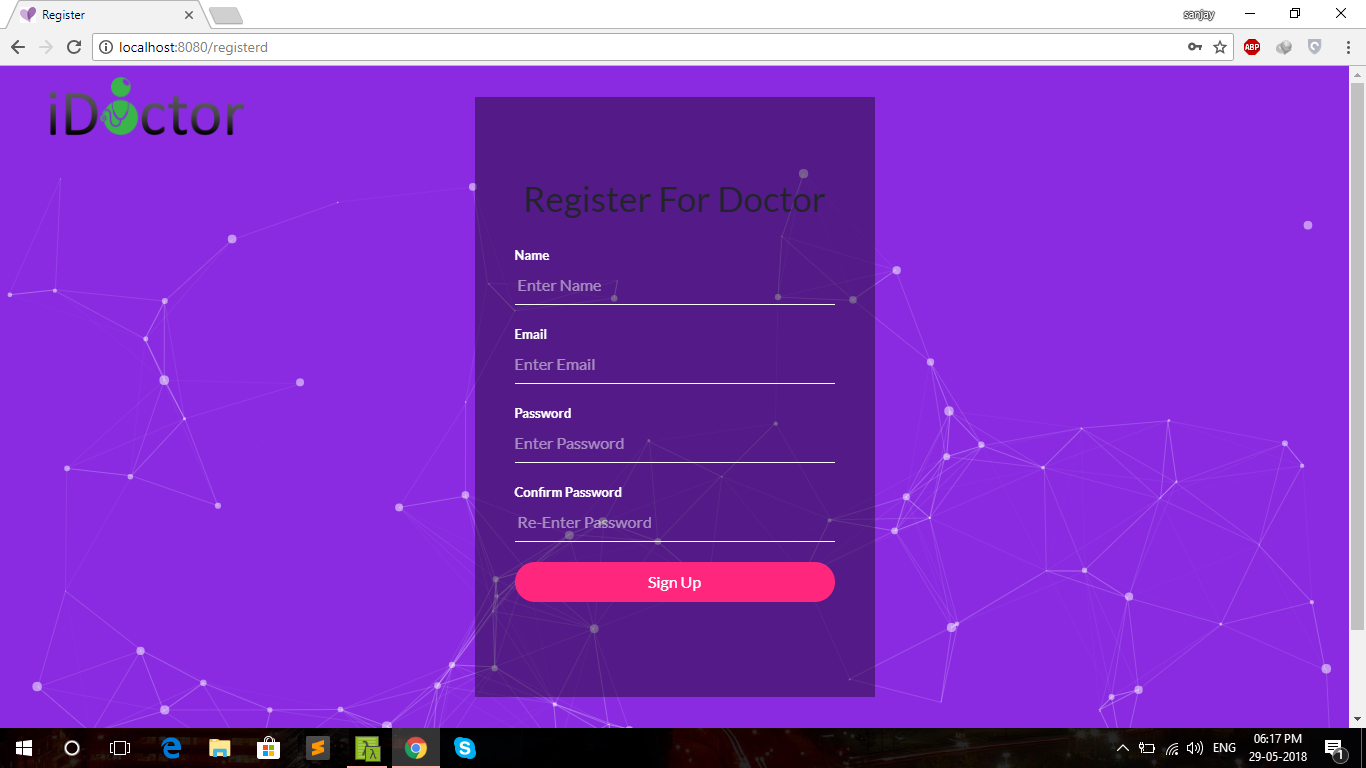 Register
sanjay
localhost:8080/registerd
ABP
iDoctor
Register For Doctor
Name
Enter Name
Email
Enter Email
Password
Enter Password
Confirm Password
Re-Enter Password
Sign Up
ENG
06:17 PM
29-05-2018
1